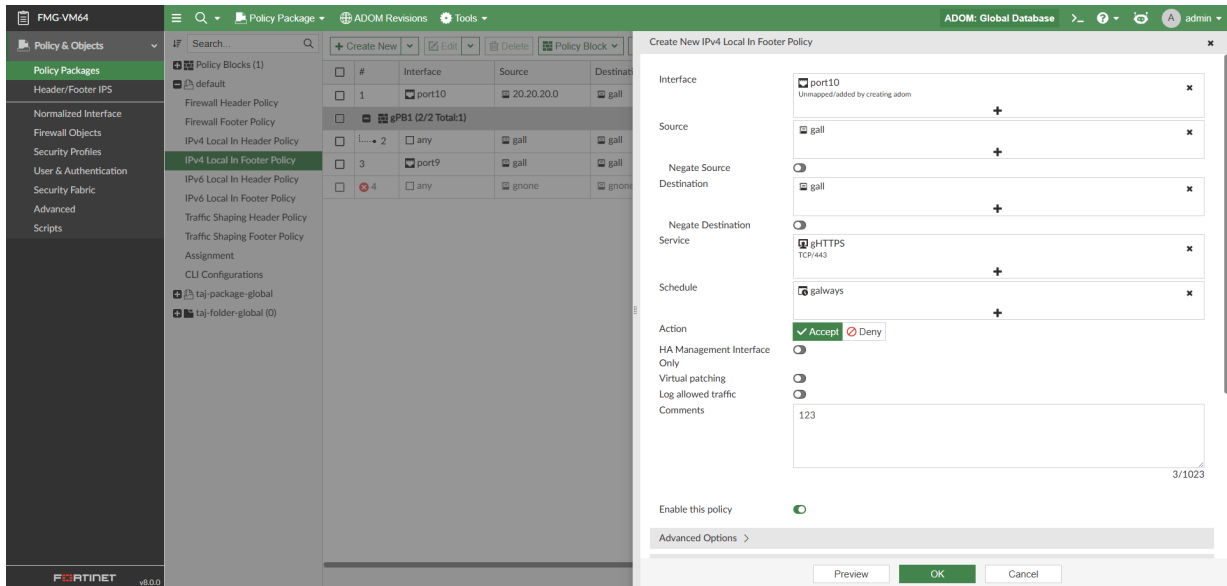 FMG-VM64
Policy Package
ADOM Revisions
Tools
ADOM: Global Database
>_
?
A
admin
Policy & Objects
Policy Packages
Header/Footer IPS
Normalized Interface
Firewall Objects
Security Profiles
User & Authentication
Security Fabric
Advanced
Scripts
FORTINET
v8.0.0
Search...
Policy Blocks (1)
default
Firewall Header Policy
Firewall Footer Policy
IPv4 Local In Header Policy
IPv4 Local In Footer Policy
IPv6 Local In Header Policy
IPv6 Local In Footer Policy
Traffic Shaping Header Policy
Traffic Shaping Footer Policy
Assignment
CLI Configurations
taj-package-global
taj-folder-global (0)
+ Create New Edit Delete Policy Block
# Interface Source Destinati
1 port10 20.20.20.0 gall
gPB1 (2/2 Total:1)
2 any gall gall
3 port9 gall gall
4 any gnone gnone
Create New IPv4 Local In Footer Policy
Interface
port10
Unmapped/added by creating adom
+
Source
gall
+
Negate Source
Destination
gall
+
Negate Destination
Service
gHTTPS
TCP/443
+
Schedule
galways
+
Action
Accept Deny
HA Management Interface
Only
Virtual patching
Log allowed traffic
Comments
123
3/1023
Enable this policy
Advanced Options >
Preview OK Cancel